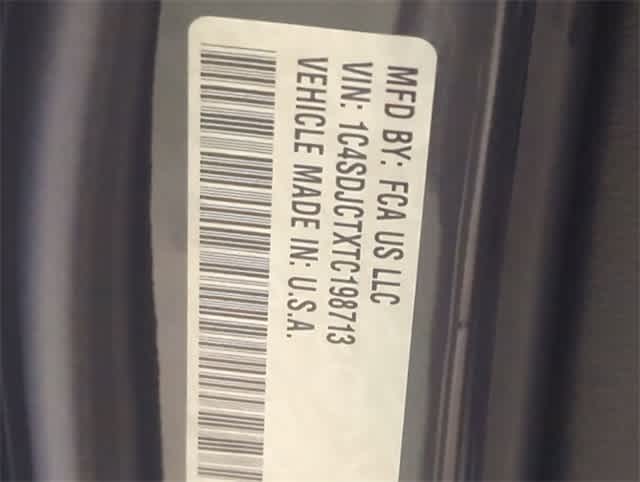 MFD BY: FCA US LLC
VIN: 1C4SDJCTXTC198713
VEHICLE MADE IN: U.S.A.